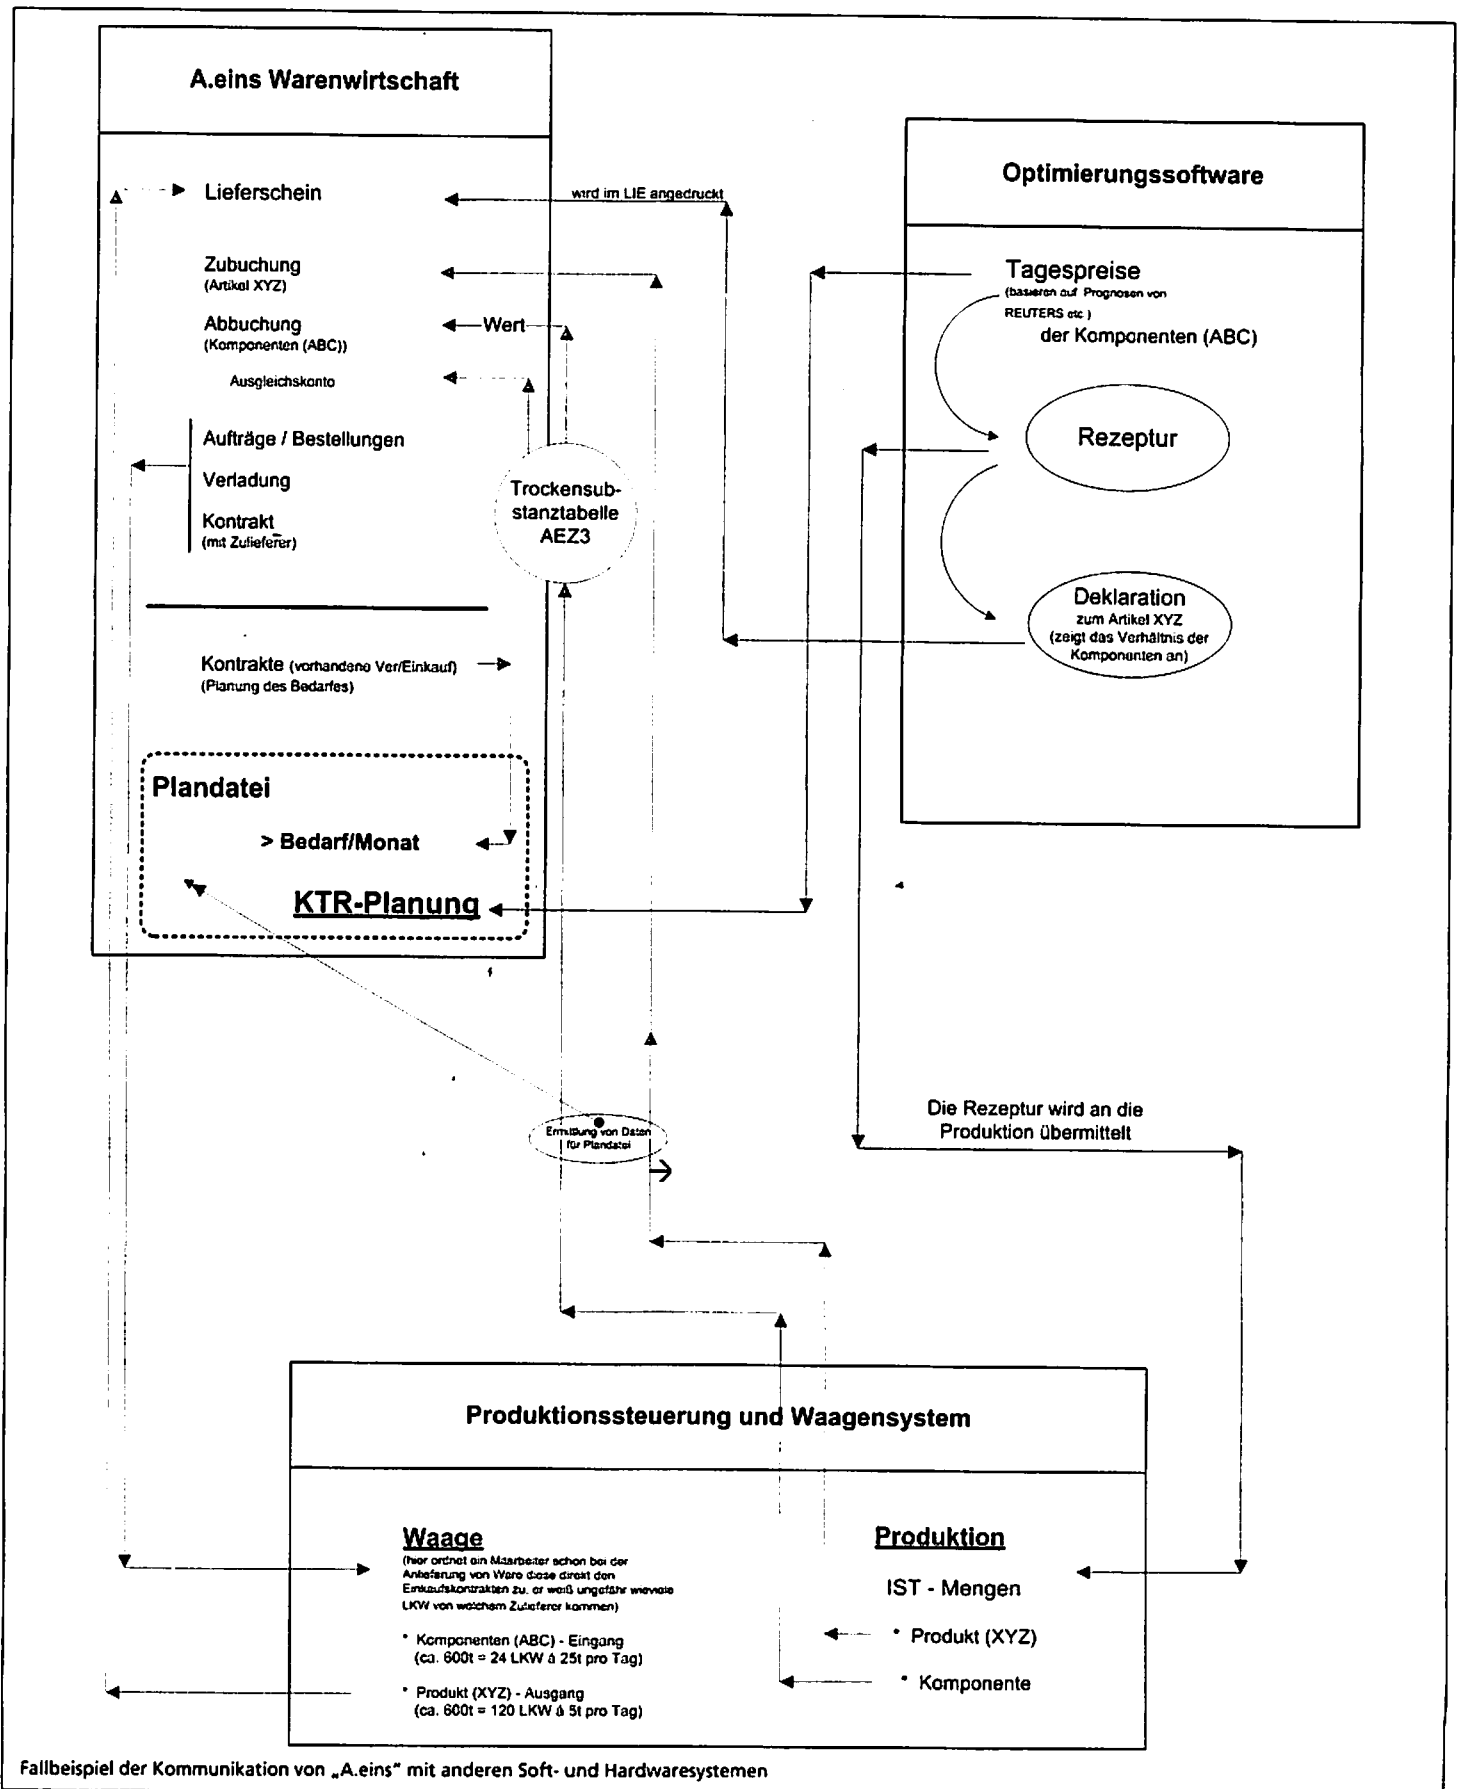 A.eins Warenwirtschaft
Lieferschein
Zubuchung
(Artikel XYZ)
Abbuchung
(Komponenten (ABC))
Ausgleichskonto
Aufträge / Bestellungen
Verladung
Kontrakt
(mit Zulieferer)
Kontrakte (vorhandene Ver/Einkauf)
(Planung des Bedarfes)
Plandatei
> Bedarf/Monat
KTR-Planung
wird im LIE angedruckt
Wert
Trockensub-
stanztabelle
AEZ3
Optimierungssoftware
Tagespreise
(basieren auf Prognosen von
REUTERS etc.)
der Komponenten (ABC)
Rezeptur
Deklaration
zum Artikel XYZ
(zeigt das Verhältnis der
Komponenten an)
Ermittlung von Daten
für Plandatei
Die Rezeptur wird an die
Produktion übermittelt
Produktionssteuerung und Waagensystem
Waage
(hier ordnet ein Mitarbeiter schon bei der
Anlieferung von Ware diese direkt den
Einkaufskontrakten zu, er weiß ungefähr wieviele
LKW von welchem Zulieferer kommen)
* Komponenten (ABC) - Eingang
(ca. 600t = 24 LKW á 25t pro Tag)
* Produkt (XYZ) - Ausgang
(ca. 600t = 120 LKW á 5t pro Tag)
Produktion
IST - Mengen
* Produkt (XYZ)
* Komponente
Fallbeispiel der Kommunikation von „A.eins“ mit anderen Soft- und Hardwaresystemen